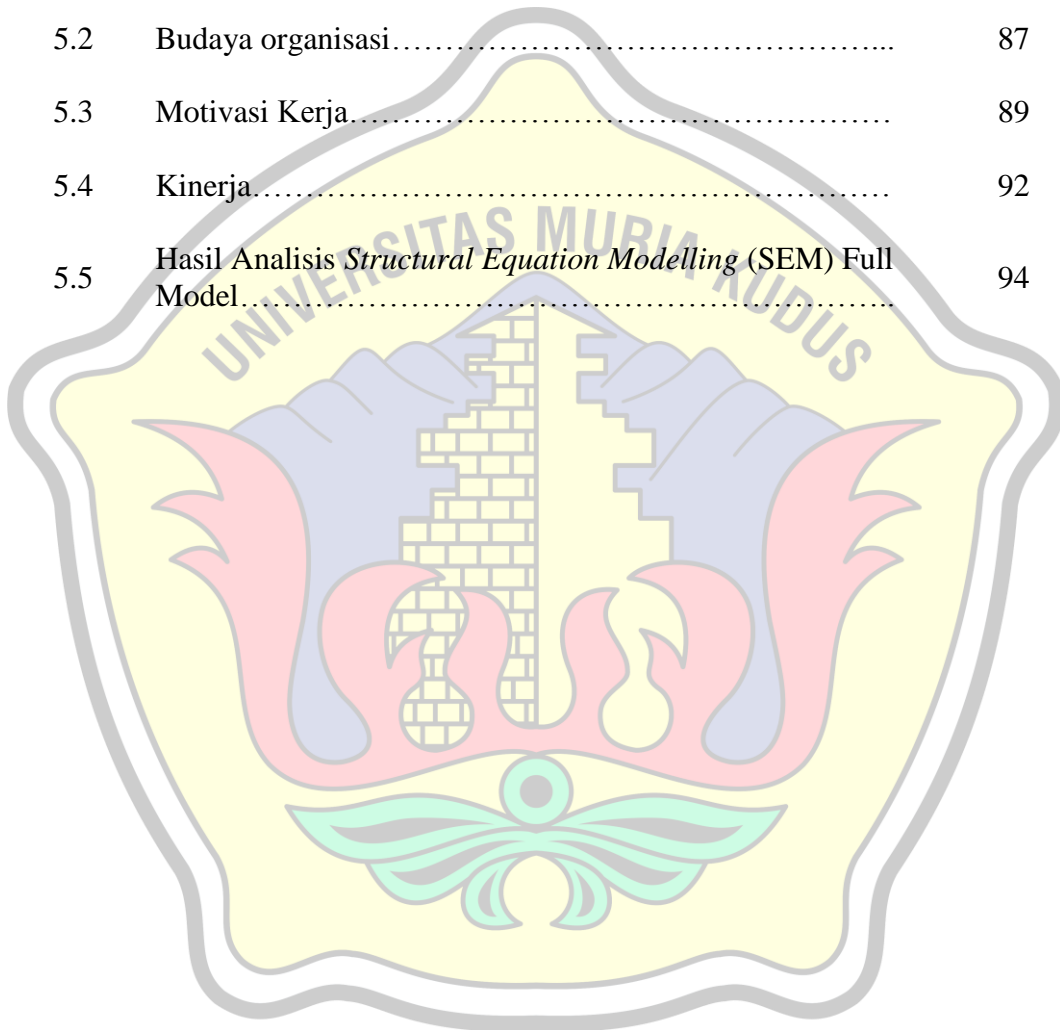 5.2 Budaya organisasi………………………………………….... 87
5.3 Motivasi Kerja……………………………………………… 89
5.4 Kinerja……………………………………………………… 92
5.5 Hasil Analisis Structural Equation Modelling (SEM) Full
Model……………………………………………………….. 94
UNIVERSITAS MURIA KUDUS